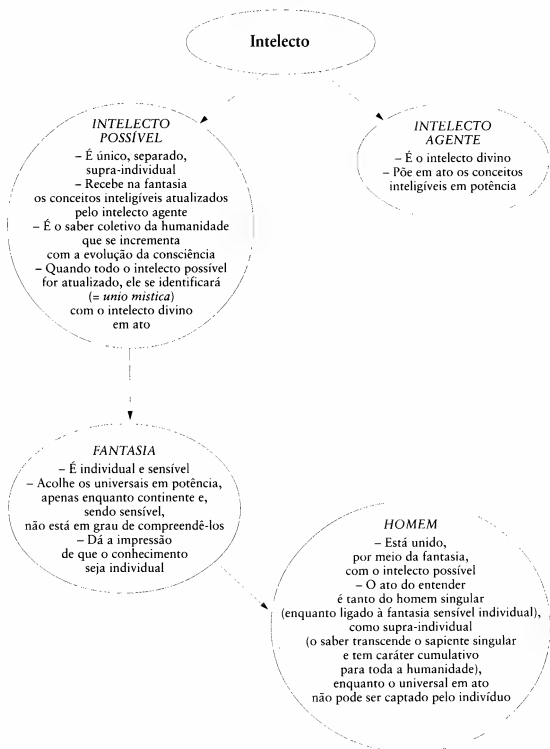 Intelecto
INTELECTO
POSSÍVEL
– É único, separado,
supra-individual
– Recebe na fantasia
os conceitos inteligíveis atualizados
pelo intelecto agente
– É o saber coletivo da humanidade
que se incrementa
com a evolução da consciência
– Quando todo o intelecto possível
for atualizado, ele se identificará
(= unio mistica)
com o intelecto divino
em ato
INTELECTO
AGENTE
– É o intelecto divino
– Põe em ato os conceitos
inteligíveis em potência
FANTASIA
– É individual e sensível
– Acolhe os universais em potência,
apenas enquanto continente e,
sendo sensível,
não está em grau de compreendê-los
– Dá a impressão
de que o conhecimento
seja individual
HOMEM
– Está unido,
por meio da fantasia,
com o intelecto possível
– O ato do entender
é tanto do homem singular
(enquanto ligado à fantasia sensível individual),
como supra-individual
(o saber transcende o sapiente singular
e tem caráter cumulativo
para toda a humanidade),
enquanto o universal em ato
não pode ser captado pelo indivíduo